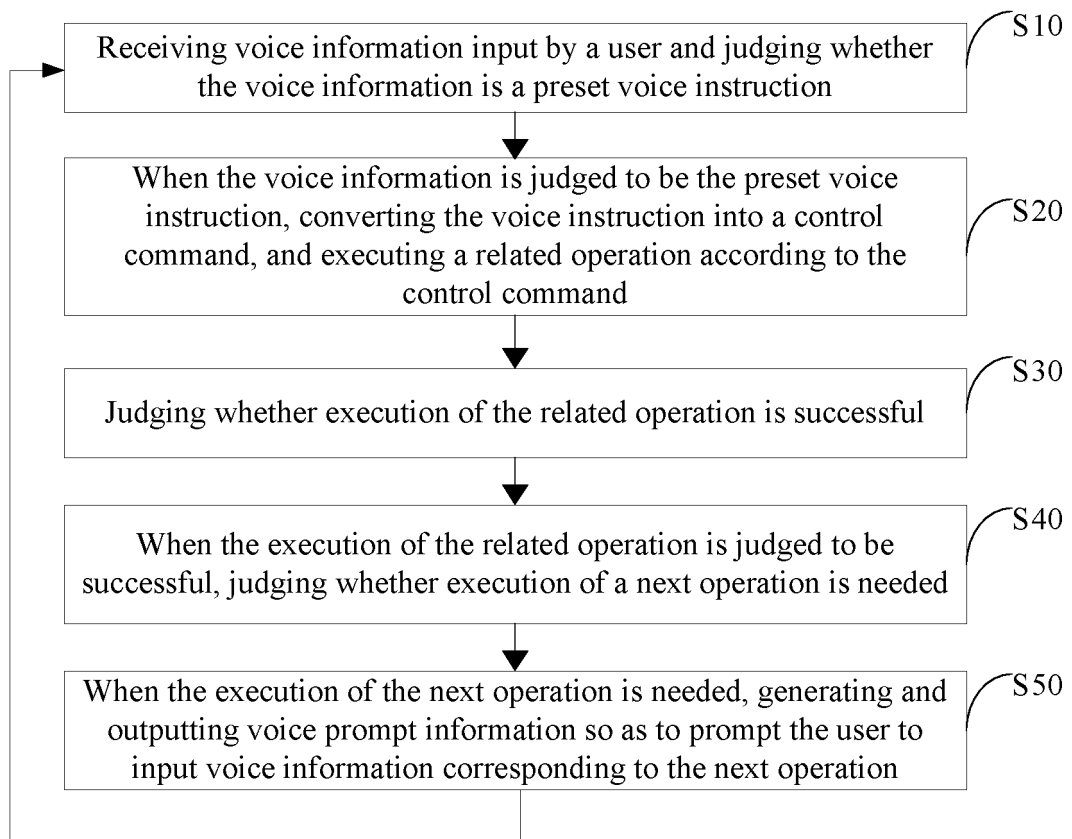 S10
Receiving voice information input by a user and judging whether
the voice information is a preset voice instruction
When the voice information is judged to be the preset voice
instruction, converting the voice instruction into a control
command, and executing a related operation according to the
control command
S20
S30
Judging whether execution of the related operation is successful
S40
When the execution of the related operation is judged to be
successful, judging whether execution of a next operation is needed
S50
When the execution of the next operation is needed, generating and
outputting voice prompt information so as to prompt the user to
input voice information corresponding to the next operation